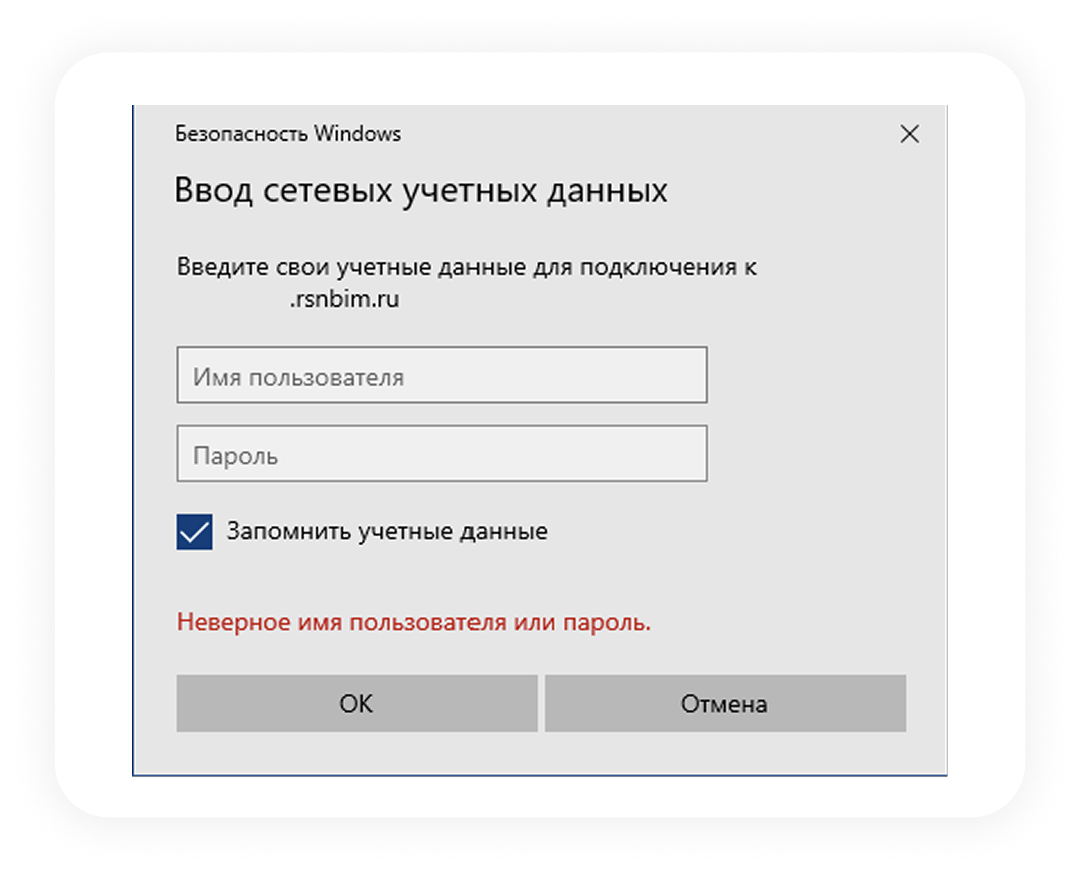 Безопасность Windows
Ввод сетевых учетных данных
Введите свои учетные данные для подключения к
.rsnbim.ru
Имя пользователя
Пароль
Запомнить учетные данные
Неверное имя пользователя или пароль.
ОК
Отмена